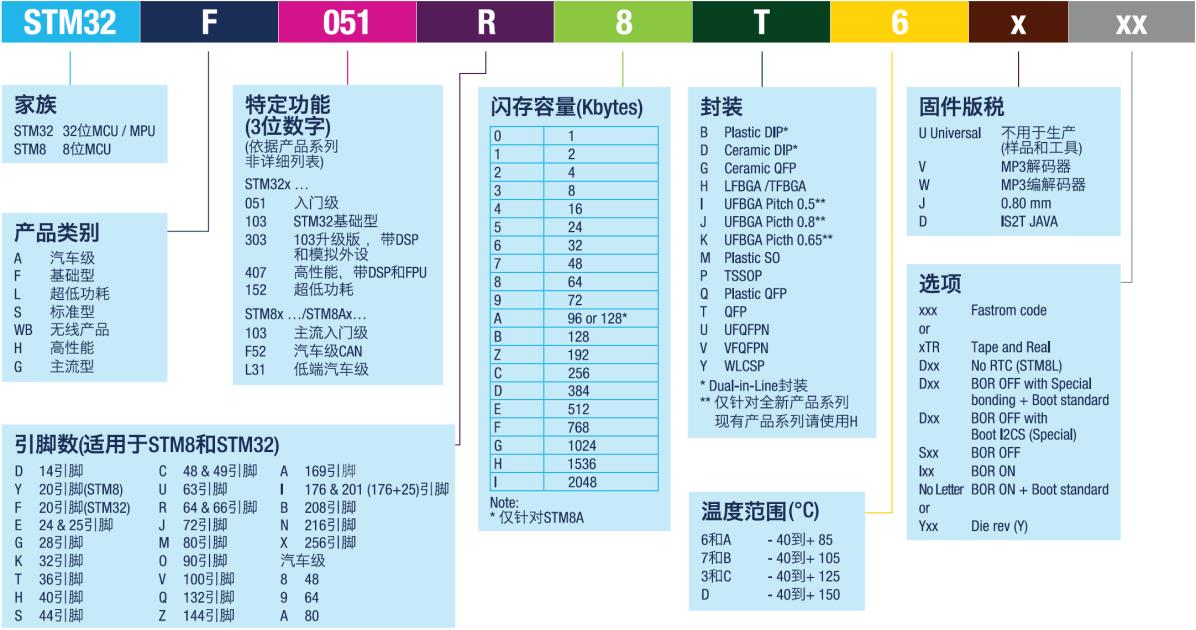 STM32 F 051 R 8 T 6 x xx
家族
STM32 32位MCU / MPU
STM8 8位MCU
产品类别
A 汽车级
F 基础型
L 超低功耗
S 标准型
WB 无线产品
H 高性能
G 主流型
特定功能
(3位数字)
(依据产品系列
非详细列表)
STM32x ...
051 入门级
103 STM32基础型
303 103升级版，带DSP
和模拟外设
407 高性能，带DSP和FPU
152 超低功耗
STM8x .../STM8Ax...
103 主流入门级
F52 汽车级CAN
L31 低端汽车级
引脚数(适用于STM8和STM32)
D 14引脚 C 48 & 49引脚 A 169引脚
Y 20引脚(STM8) U 63引脚 I 176 & 201 (176+25)引脚
F 20引脚(STM32) R 64 & 66引脚 B 208引脚
E 24 & 25引脚 J 72引脚 N 216引脚
G 28引脚 M 80引脚 X 256引脚
K 32引脚 O 90引脚 汽车级
T 36引脚 V 100引脚 8 48
H 40引脚 Q 132引脚 9 64
S 44引脚 Z 144引脚 A 80
闪存容量(Kbytes)
0 1
1 2
2 4
3 8
4 16
5 24
6 32
7 48
8 64
9 72
A 96 or 128*
B 128
Z 192
C 256
D 384
E 512
F 768
G 1024
H 1536
I 2048
Note:
* 仅针对STM8A
封装
B Plastic DIP*
D Ceramic DIP*
G Ceramic QFP
H LFBGA /TFBGA
I UFBGA Pitch 0.5**
J UFBGA Picth 0.8**
K UFBGA Picth 0.65**
M Plastic SO
P TSSOP
Q Plastic QFP
T QFP
U UFQFPN
V VFQFPN
Y WLCSP
* Dual-in-Line封装
** 仅针对全新产品系列
现有产品系列请使用H
温度范围(°C)
6和A - 40到+ 85
7和B - 40到+ 105
3和C - 40到+ 125
D - 40到+ 150
固件版税
U Universal 不用于生产
(样品和工具)
V MP3解码器
W MP3编解码器
J 0.80 mm
D IS2T JAVA
选项
xxx Fastrom code
or
xTR Tape and Real
Dxx No RTC (STM8L)
Dxx BOR OFF with Special
bonding + Boot standard
Dxx BOR OFF with
Boot I2CS (Special)
Sxx BOR OFF
Ixx BOR ON
No Letter BOR ON + Boot standard
or
Yxx Die rev (Y)